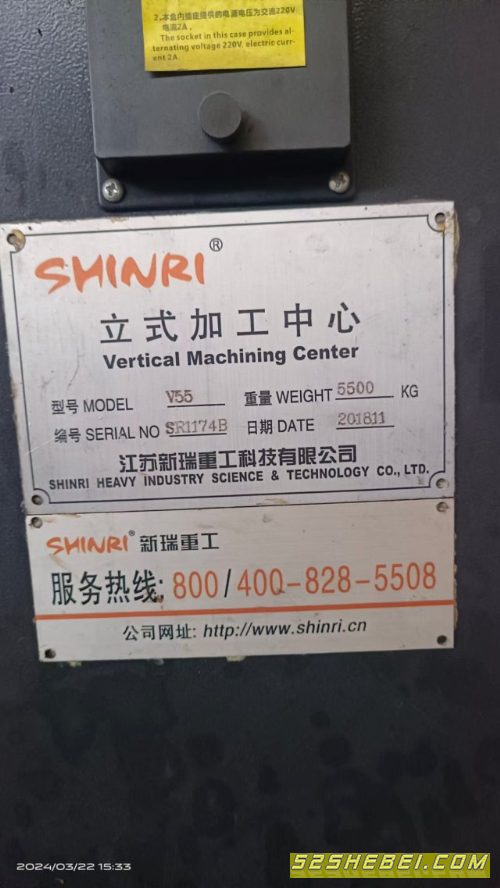 2.本盒内插座提供的电源电压为交流220V
电流2A。
The socket in this case provides al-
ternating voltage 220V, electric curr-
ent 2A.
SHINRI®
立式加工中心
Vertical Machining Center
型号 MODEL V55 重量 WEIGHT 5500 KG
编号 SERIAL NO SR1174B 日期 DATE 201811
江苏新瑞重工科技有限公司
SHINRI HEAVY INDUSTRY SCIENCE & TECHNOLOGY CO., LTD.
SHINRI® 新瑞重工
服务热线: 800/400-828-5508
公司网址: http://www.shinri.cn
2024/03/22 15:33
52SHEBEI.COM